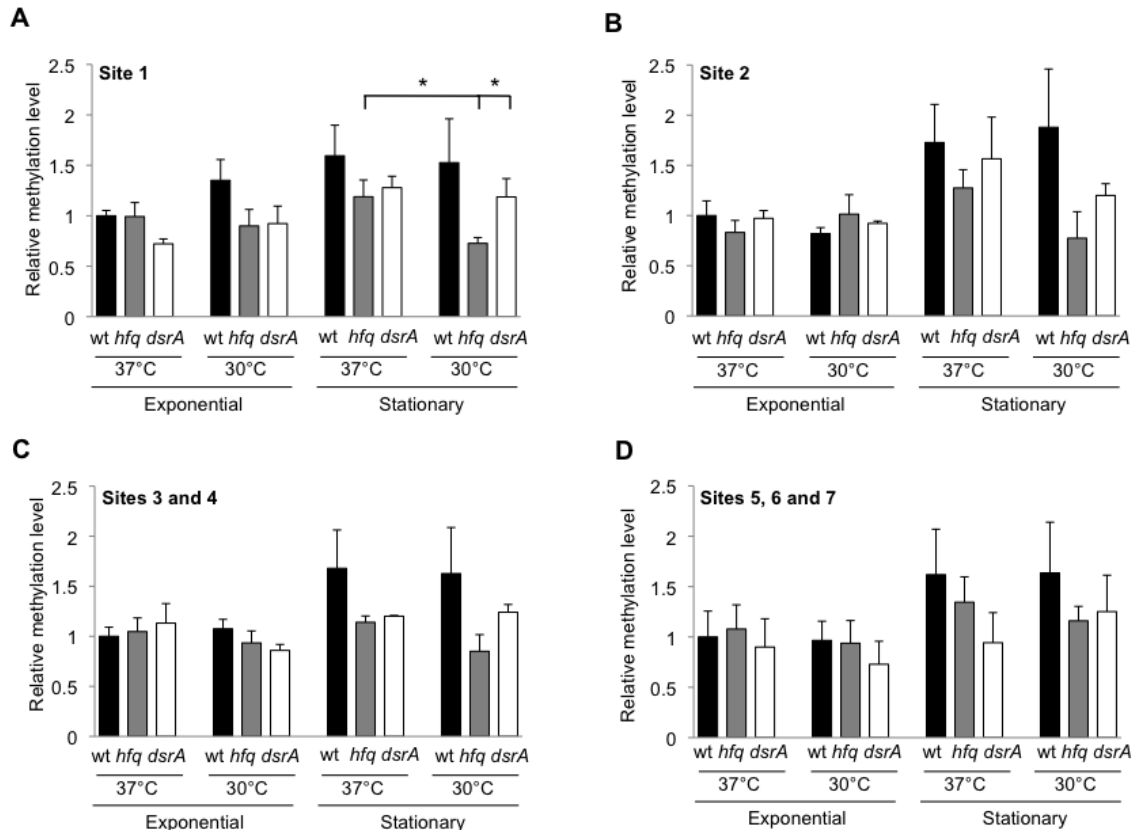 A
Site 1
Relative methylation level
2.5
2
1.5
1
0.5
0
* *
wt hfq dsrA wt hfq dsrA wt hfq dsrA wt hfq dsrA
37°C 30°C 37°C 30°C
Exponential Stationary
B
Site 2
Relative methylation level
2.5
2
1.5
1
0.5
0
wt hfq dsrA wt hfq dsrA wt hfq dsrA wt hfq dsrA
37°C 30°C 37°C 30°C
Exponential Stationary
C
Sites 3 and 4
Relative methylation level
2.5
2
1.5
1
0.5
0
wt hfq dsrA wt hfq dsrA wt hfq dsrA wt hfq dsrA
37°C 30°C 37°C 30°C
Exponential Stationary
D
Sites 5, 6 and 7
Relative methylation level
2.5
2
1.5
1
0.5
0
wt hfq dsrA wt hfq dsrA wt hfq dsrA wt hfq dsrA
37°C 30°C 37°C 30°C
Exponential Stationary